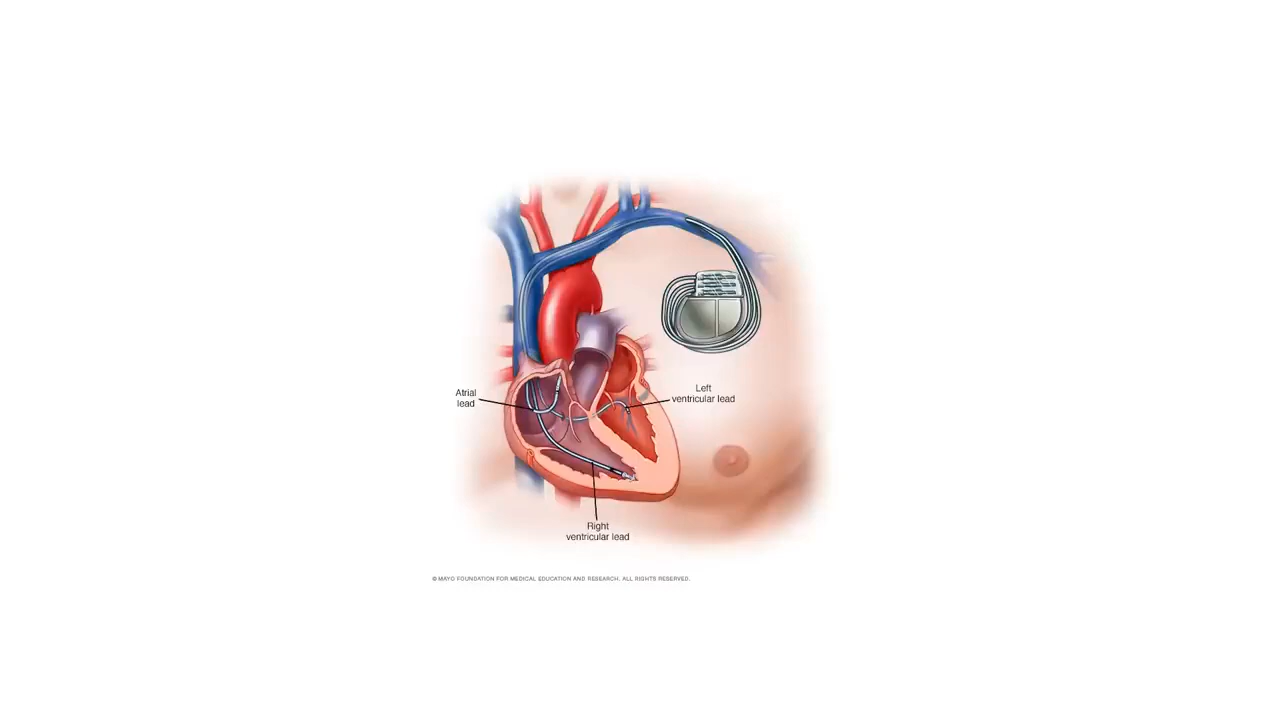 Atrial
lead
Left
ventricular lead
Right
ventricular lead
© MAYO FOUNDATION FOR MEDICAL EDUCATION AND RESEARCH. ALL RIGHTS RESERVED.